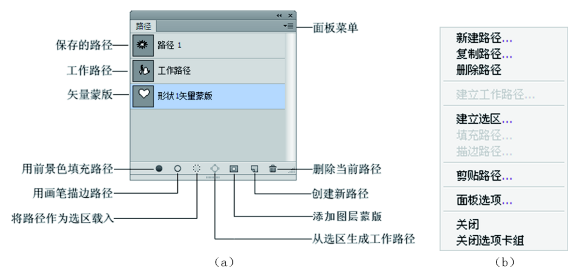 路径
保存的路径
路径 1
面板菜单
工作路径
工作路径
矢量蒙版
形状1矢量蒙版
用前景色填充路径
删除当前路径
用画笔描边路径
创建新路径
将路径作为选区载入
添加图层蒙版
从选区生成工作路径
(a)
新建路径...
复制路径...
删除路径
建立工作路径...
建立选区...
填充路径...
描边路径...
剪贴路径...
面板选项...
关闭
关闭选项卡组
(b)